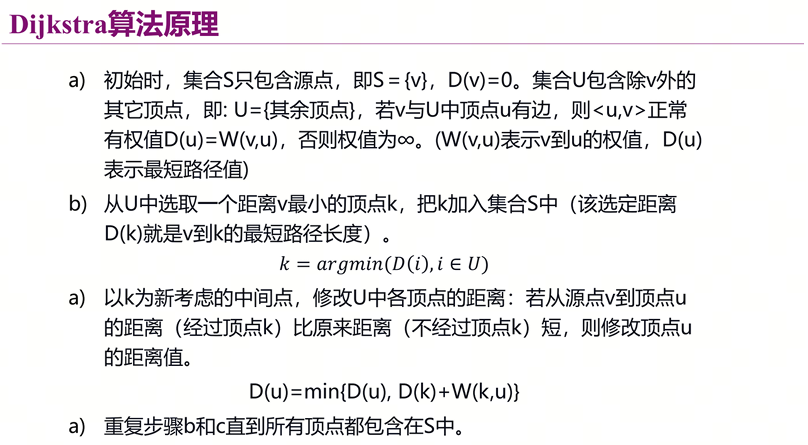 Dijkstra算法原理
a) 初始时，集合S只包含源点，即S＝{v}，D(v)=0。集合U包含除v外的
其它顶点，即: U={其余顶点}，若v与U中顶点u有边，则<u,v>正常
有权值D(u)=W(v,u)，否则权值为∞。(W(v,u)表示v到u的权值，D(u)
表示最短路径值)
b) 从U中选取一个距离v最小的顶点k，把k加入集合S中（该选定距离
D(k)就是v到k的最短路径长度）。
k = argmin(D(i), i ∈ U)
a) 以k为新考虑的中间点，修改U中各顶点的距离：若从源点v到顶点u
的距离（经过顶点k）比原来距离（不经过顶点k）短，则修改顶点u
的距离值。
D(u)=min{D(u), D(k)+W(k,u)}
a) 重复步骤b和c直到所有顶点都包含在S中。